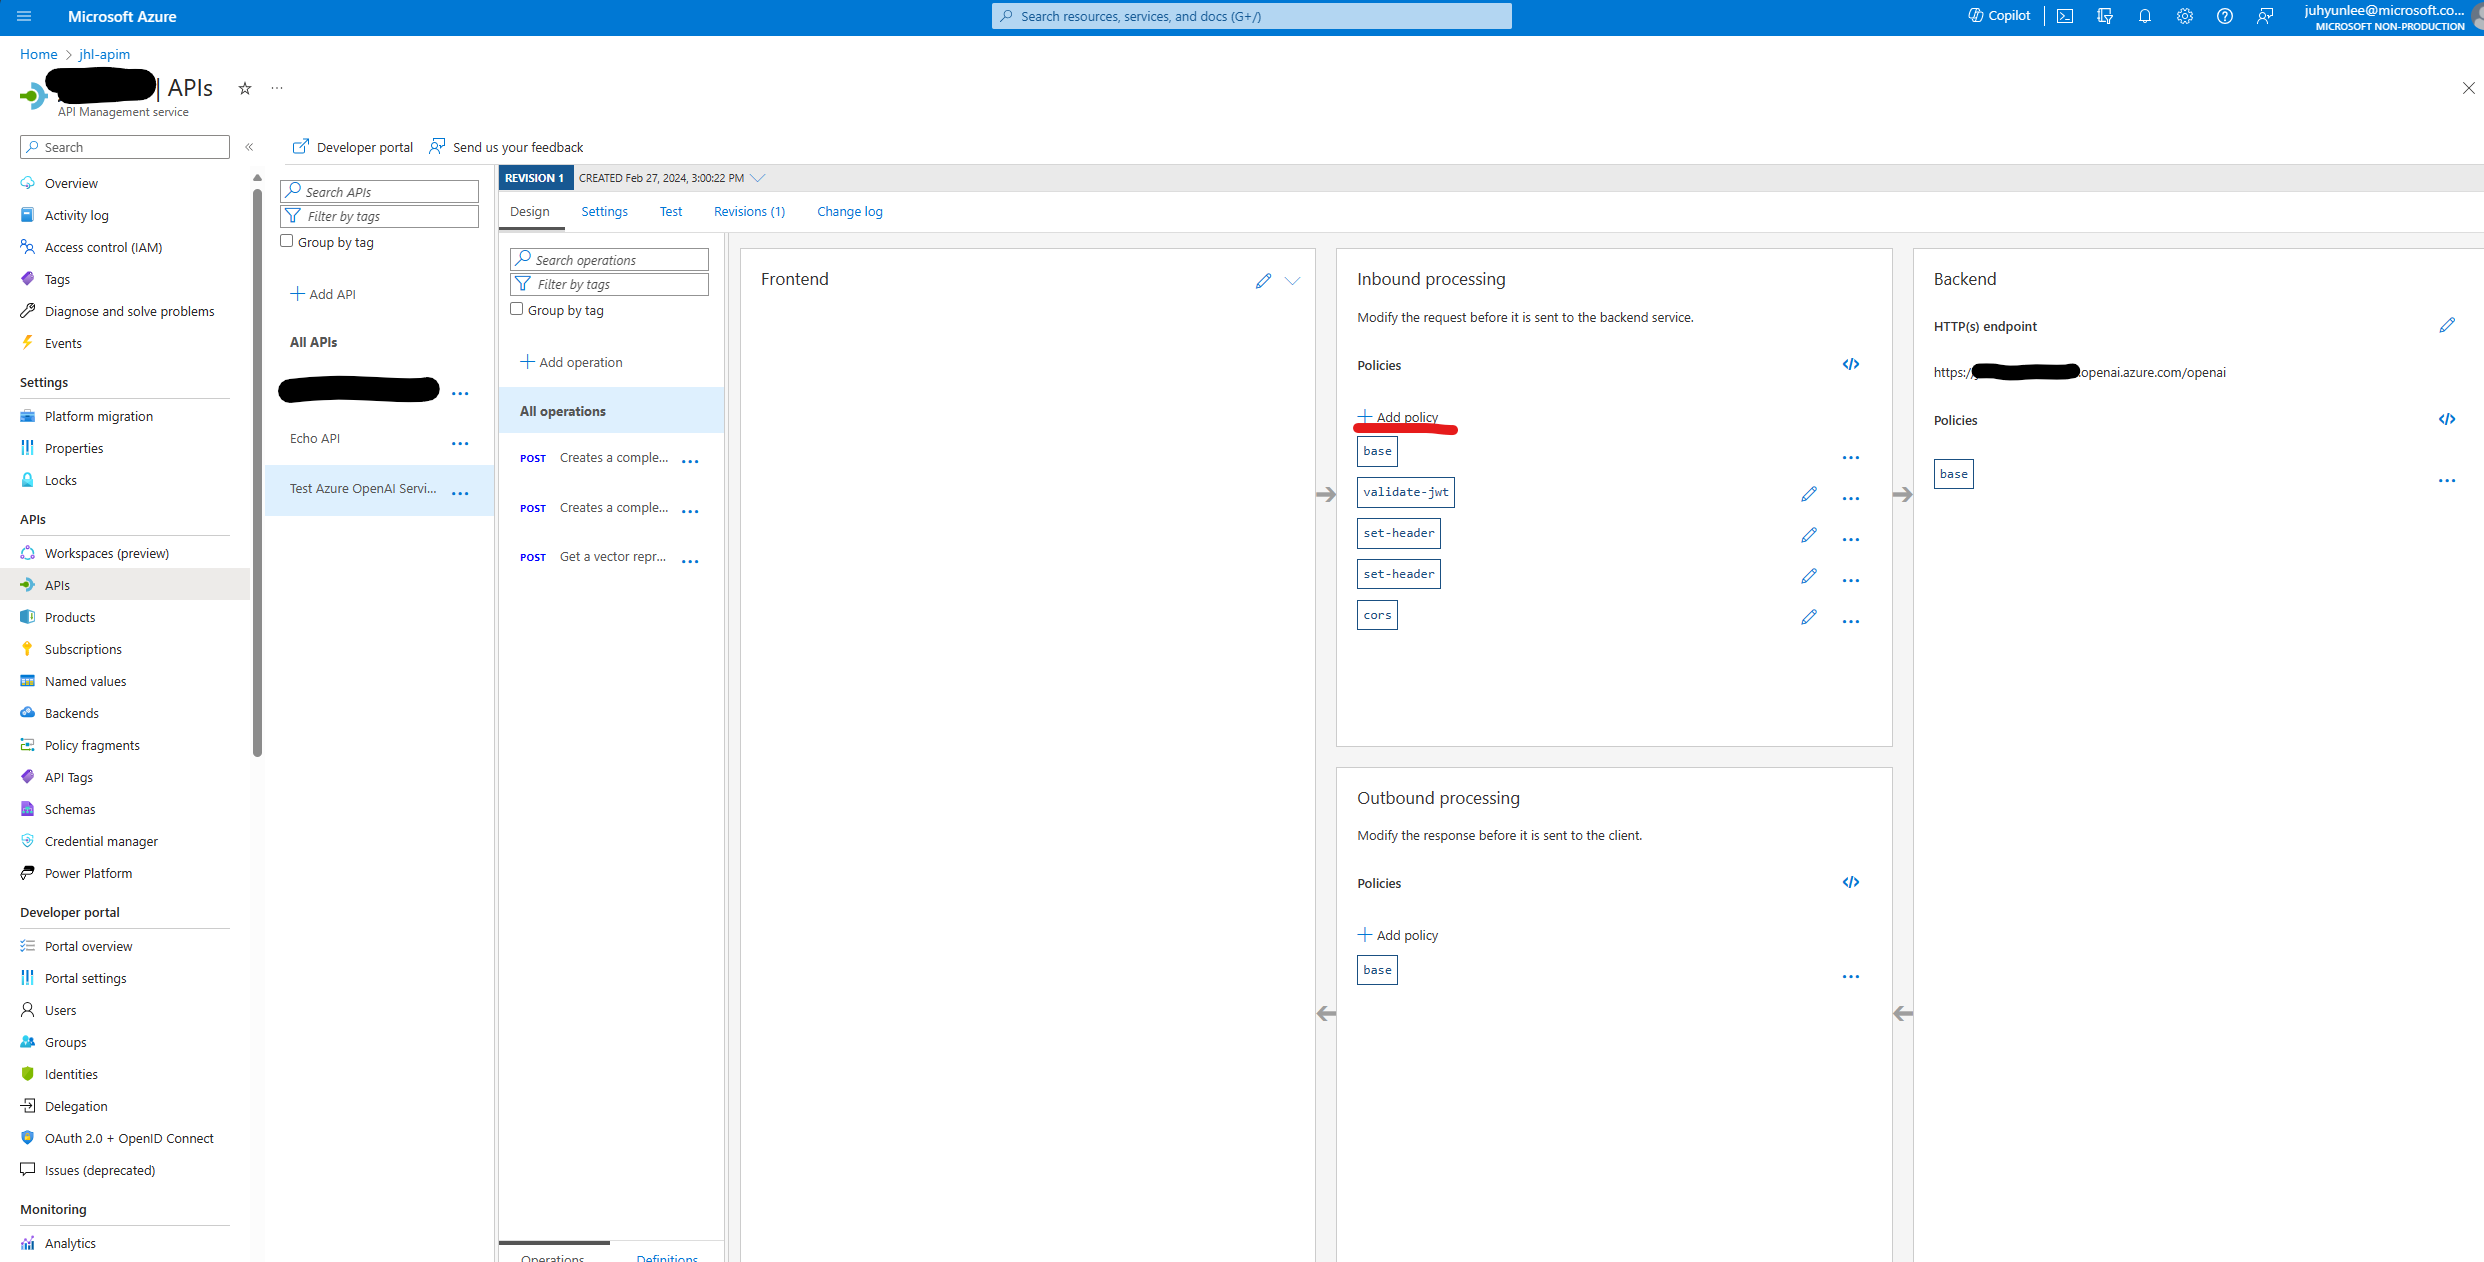 Microsoft Azure
Search resources, services, and docs (G+/)
Copilot
juhyunlee@microsoft.co...
MICROSOFT NON-PRODUCTION
Home > jhl-apim
| APIs
API Management service
Search
Developer portal
Send us your feedback
Overview
Activity log
Access control (IAM)
Tags
Diagnose and solve problems
Events
Settings
Platform migration
Properties
Locks
APIs
Workspaces (preview)
APIs
Products
Subscriptions
Named values
Backends
Policy fragments
API Tags
Schemas
Credential manager
Power Platform
Developer portal
Portal overview
Portal settings
Users
Groups
Identities
Delegation
OAuth 2.0 + OpenID Connect
Issues (deprecated)
Monitoring
Analytics
Search APIs
Filter by tags
Group by tag
Add API
All APIs
Echo API
Test Azure OpenAI Servi...
REVISION 1
CREATED Feb 27, 2024, 3:00:22 PM
Design
Settings
Test
Revisions (1)
Change log
Search operations
Filter by tags
Group by tag
Add operation
All operations
POST Creates a comple...
POST Creates a comple...
POST Get a vector repr...
Operations
Definitions
Frontend
Inbound processing
Modify the request before it is sent to the backend service.
Policies
</>
Add policy
base
validate-jwt
set-header
set-header
cors
Outbound processing
Modify the response before it is sent to the client.
Policies
</>
Add policy
base
Backend
HTTP(s) endpoint
https:/ .openai.azure.com/openai
Policies
</>
base